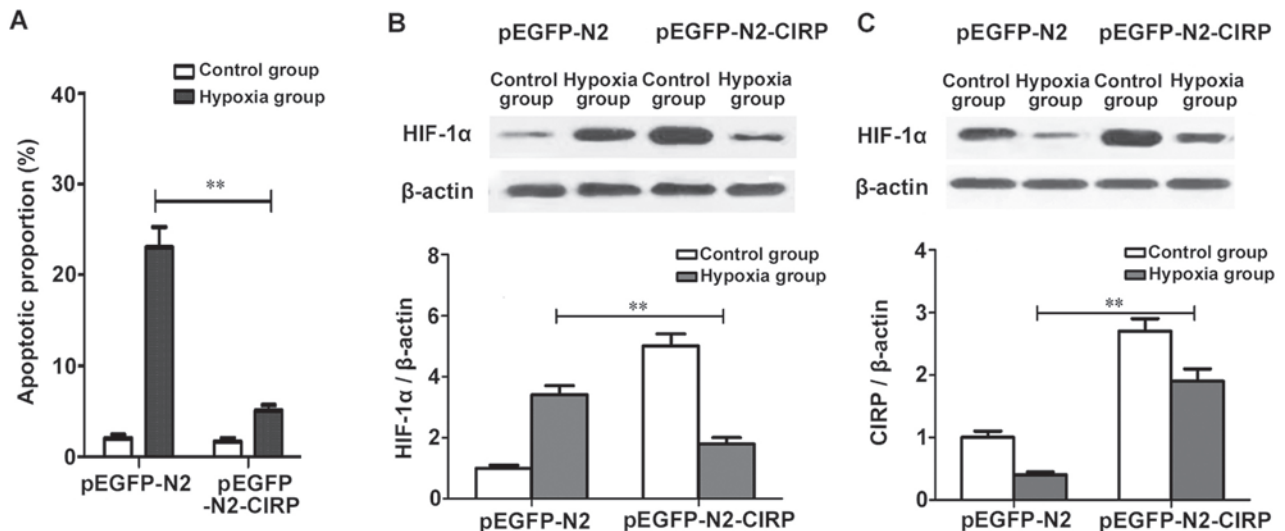 A
Control group
Hypoxia group
40
30
20
10
0
Apoptotic proportion (%)
**
pEGFP-N2
pEGFP
-N2-CIRP
B
pEGFP-N2 pEGFP-N2-CIRP
Control Hypoxia Control Hypoxia
group group group group
HIF-1α
β-actin
Control group
Hypoxia group
8
6
4
2
0
HIF-1α / β-actin
**
pEGFP-N2 pEGFP-N2-CIRP
C
pEGFP-N2 pEGFP-N2-CIRP
Control Hypoxia Control Hypoxia
group group group group
HIF-1α
β-actin
Control group
Hypoxia group
4
3
2
1
0
CIRP / β-actin
**
pEGFP-N2 pEGFP-N2-CIRP